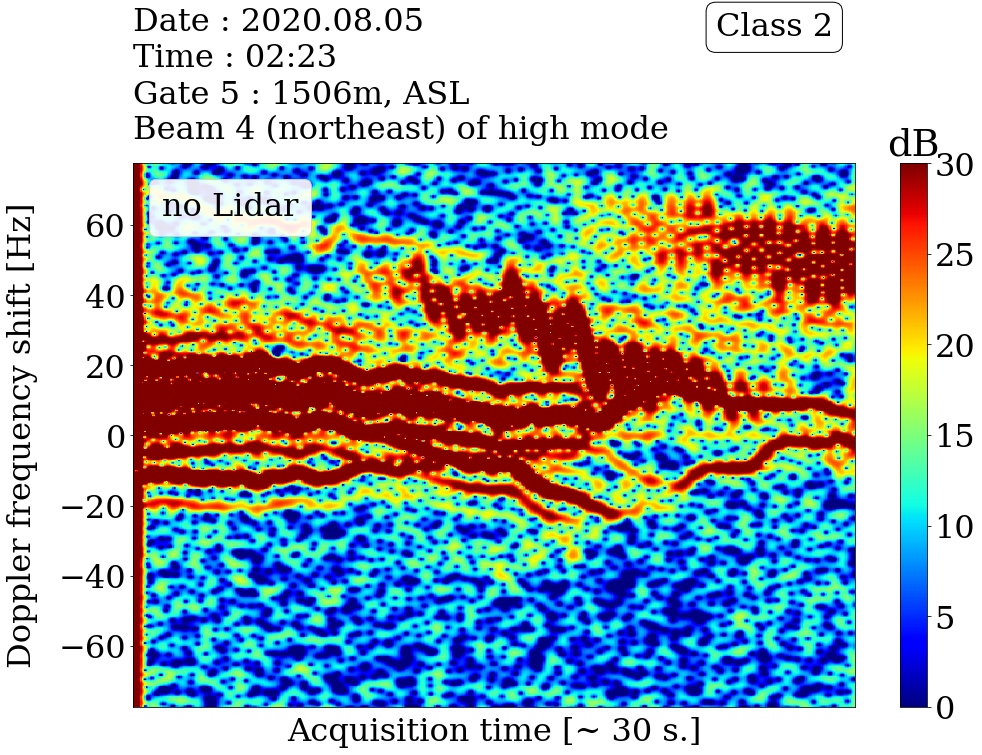 Date : 2020.08.05
Time : 02:23
Gate 5 : 1506m, ASL
Beam 4 (northeast) of high mode
Class 2
dB
no Lidar
Doppler frequency shift [Hz]
60
40
20
0
−20
−40
−60
30
25
20
15
10
5
0
Acquisition time [~ 30 s.]